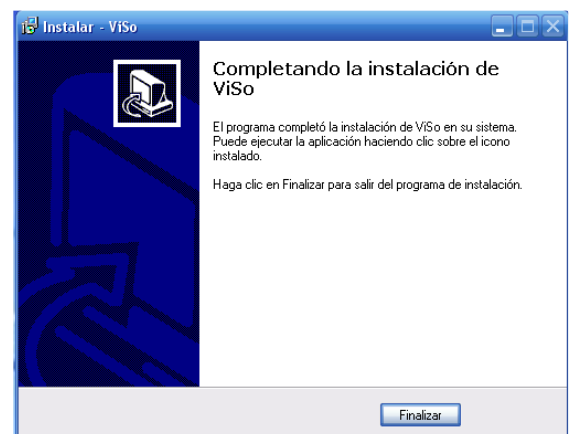 Instalar - ViSo
Completando la instalación de
ViSo
El programa completó la instalación de ViSo en su sistema.
Puede ejecutar la aplicación haciendo clic sobre el icono
instalado.
Haga clic en Finalizar para salir del programa de instalación.
Finalizar